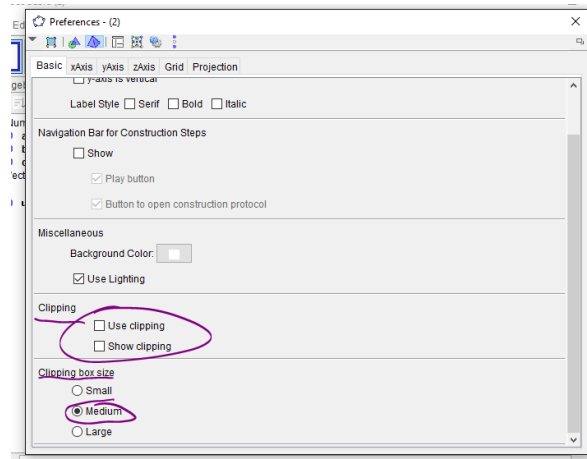 Preferences - (2)
Ed
Basic xAxis yAxis zAxis Grid Projection
y-axis is vertical
Label Style Serif Bold Italic
Navigation Bar for Construction Steps
Show
Play button
Button to open construction protocol
Miscellaneous
Background Color:
Use Lighting
Clipping
Use clipping
Show clipping
Clipping box size
Small
Medium
Large